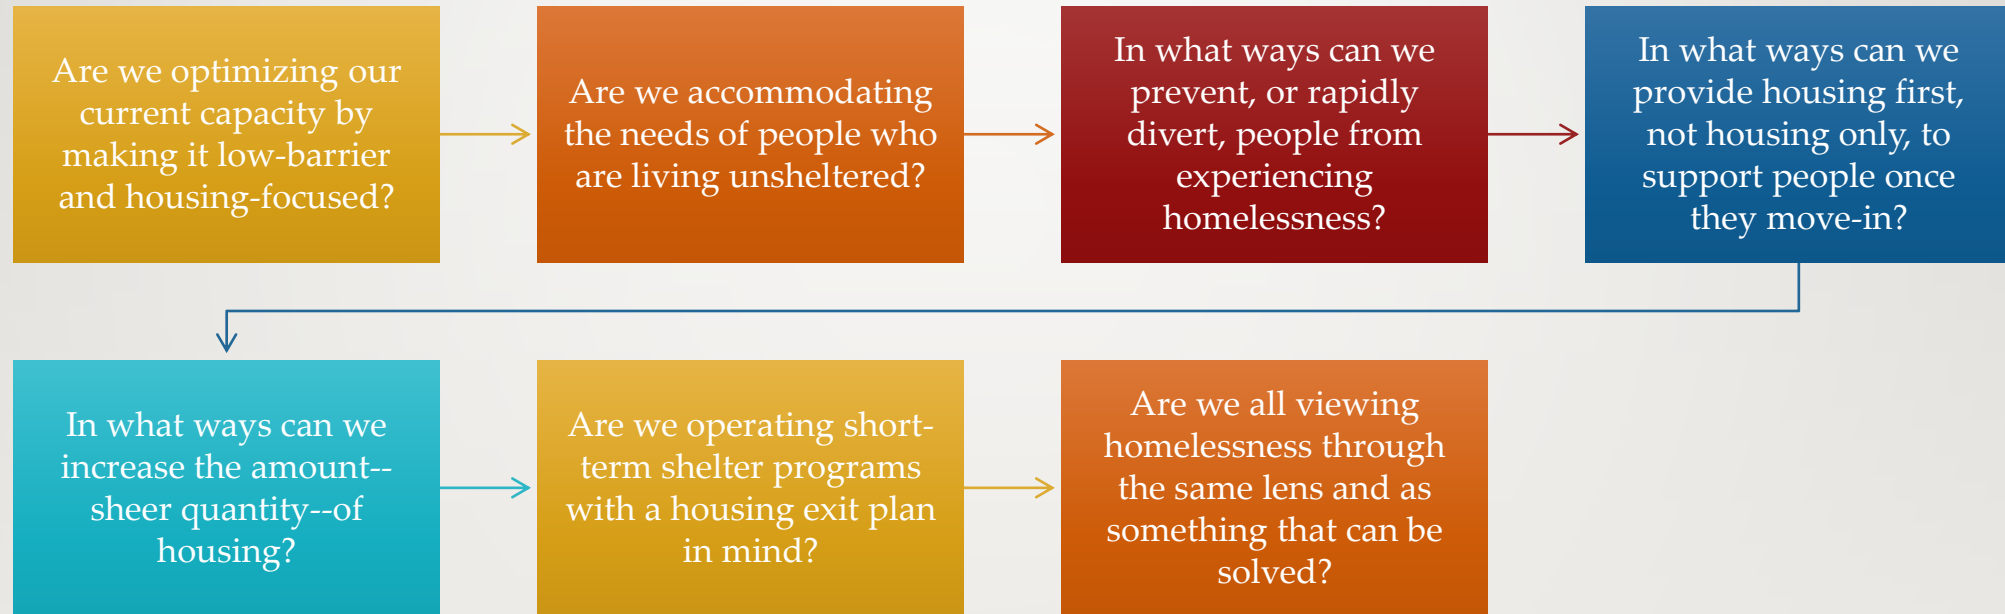 Are we optimizing our
current capacity by
making it low-barrier
and housing-focused?
Are we accommodating
the needs of people who
are living unsheltered?
In what ways can we
prevent, or rapidly
divert, people from
experiencing
homelessness?
In what ways can we
provide housing first,
not housing only, to
support people once
they move-in?
In what ways can we
increase the amount--
sheer quantity--of
housing?
Are we operating short-
term shelter programs
with a housing exit plan
in mind?
Are we all viewing
homelessness through
the same lens and as
something that can be
solved?